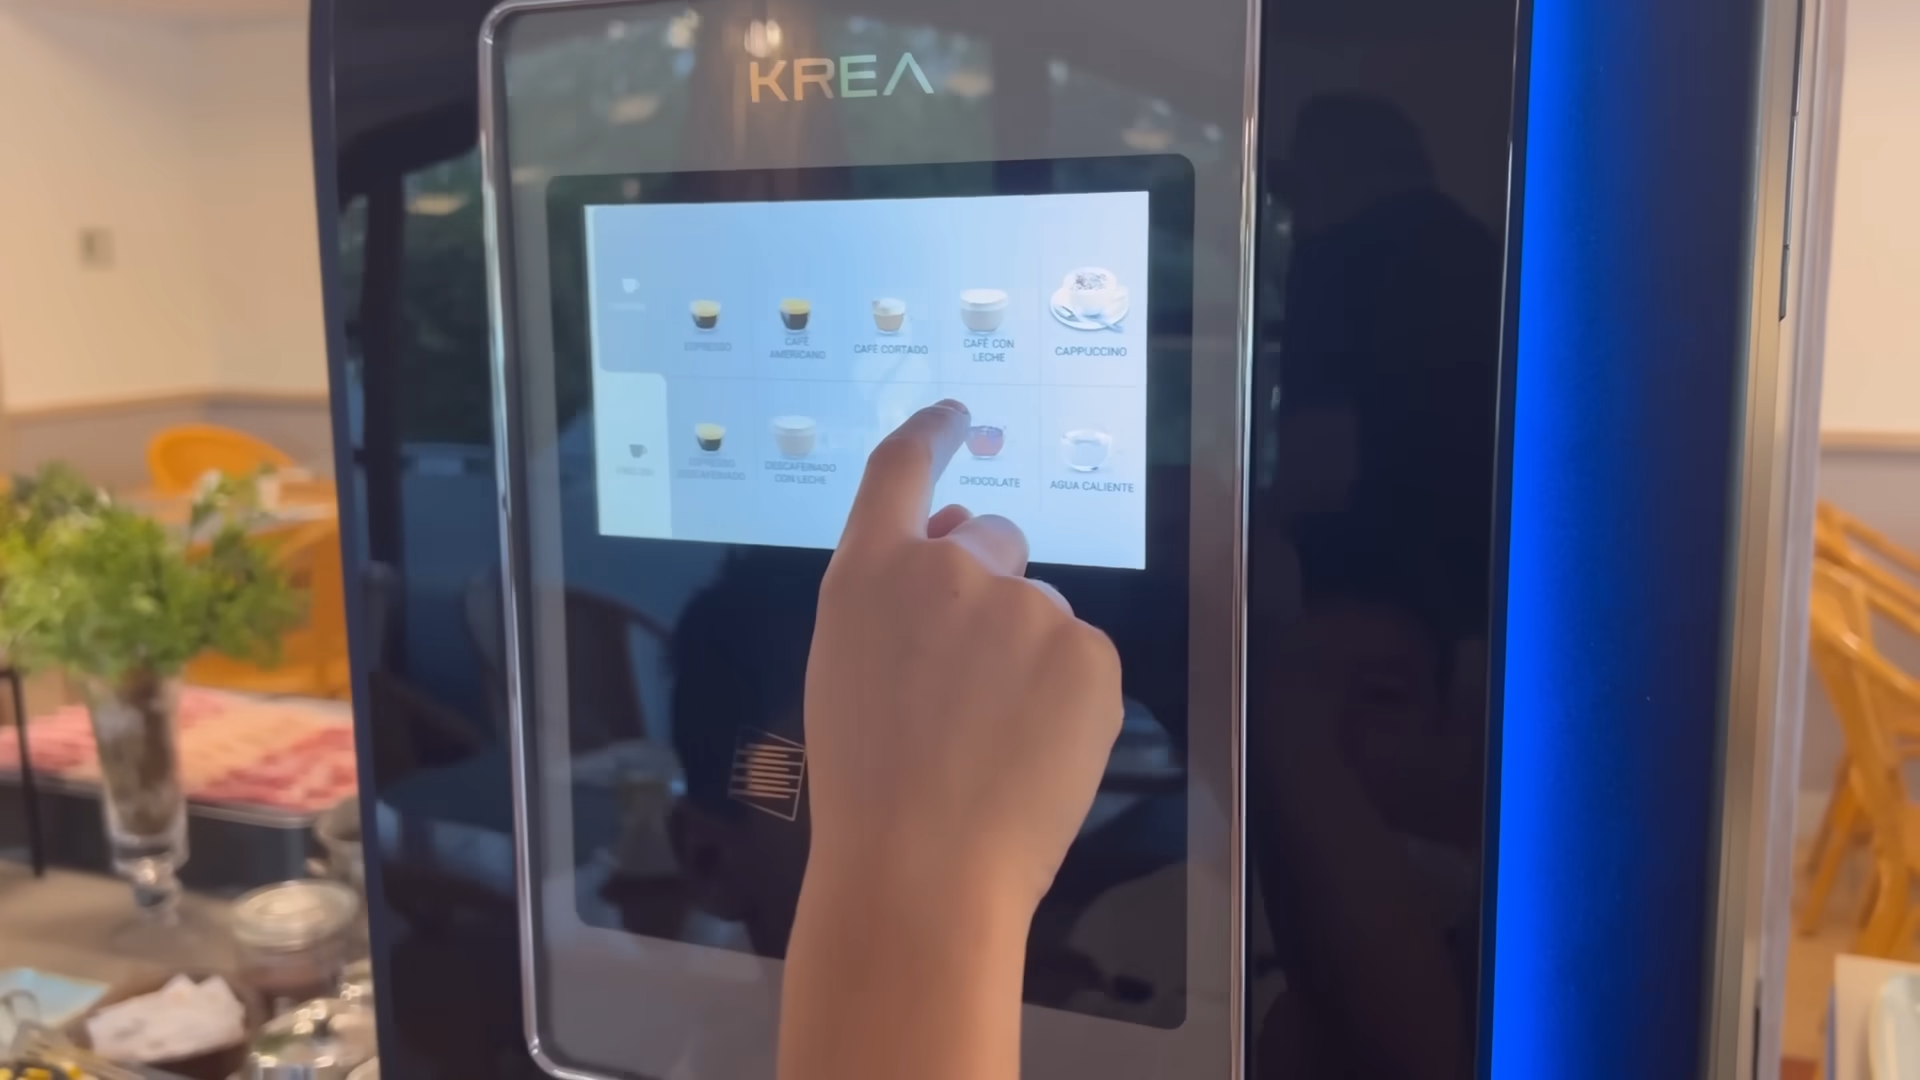 KREA
ESPRESSO
CAFÉ
AMERICANO
CAFÉ CORTADO
CAFÉ CON
LECHE
CAPPUCCINO
ESPRESSO
DESCAFEINADO
DESCAFEINADO
CON LECHE
CHOCOLATE
AGUA CALIENTE